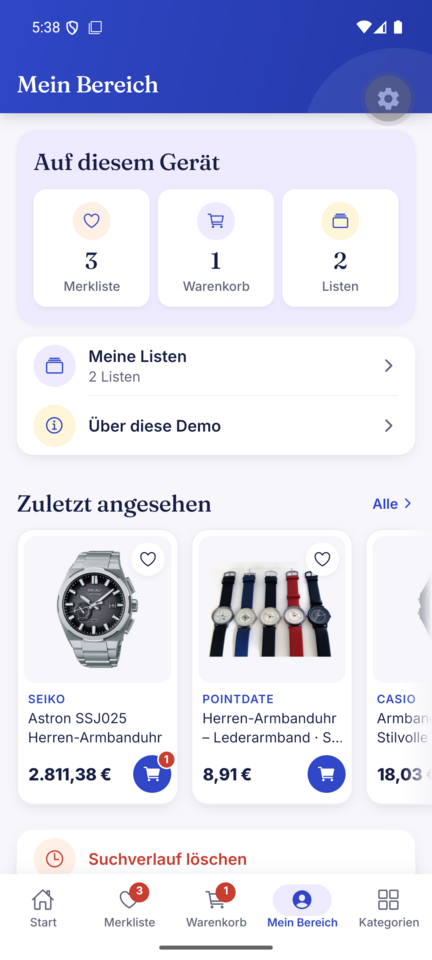 5:38
Mein Bereich
Auf diesem Gerät
3
Merkliste
1
Warenkorb
2
Listen
Meine Listen
2 Listen
Über diese Demo
Zuletzt angesehen
Alle
SEIKO
Astron SSJ025
Herren-Armbanduhr
2.811,38 €
1
POINTDATE
Herren-Armbanduhr
– Lederarmband · S...
8,91 €
CASIO
Armban
Stilvolle
18,03
Suchverlauf löschen
3
1
Start
Merkliste
Warenkorb
Mein Bereich
Kategorien